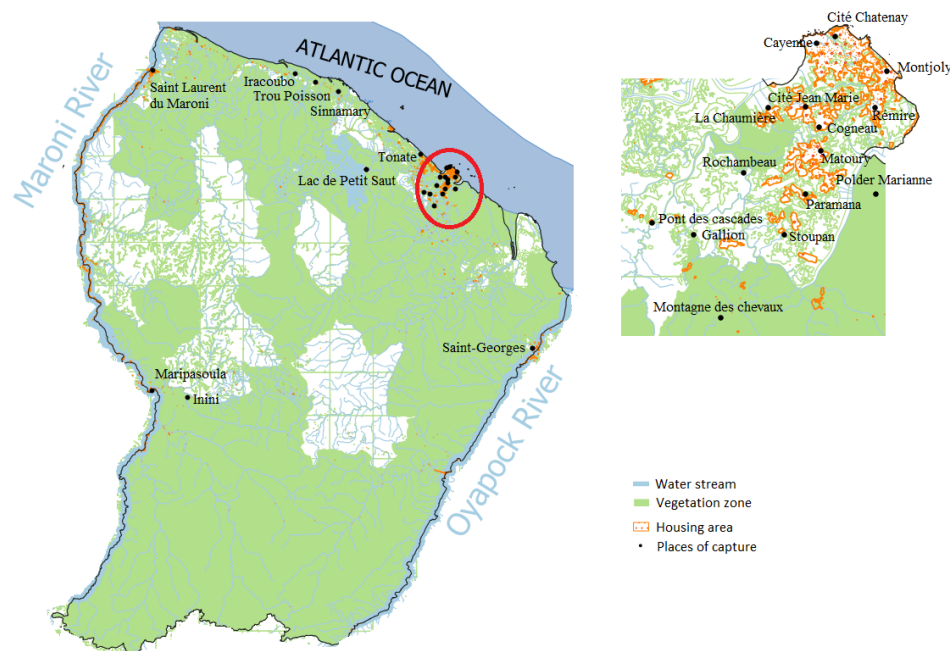 ATLANTIC OCEAN
Maroni River
Saint Laurent
du Maroni
Iracoubo
Trou Poisson
Sinnamary
Tonate
Lac de Petit Saut
Saint-Georges
Maripasoula
Inini
Oyapock River
Cité Chatenay
Cayenne
Montjoly
Cité Jean Marie
La Chaumière
Rémire
Cogneau
Rochambeau
Matoury
Polder Marianne
Paramana
Pont des cascades
Gallion
Stoupan
Montagne des chevaux
Water stream
Vegetation zone
Housing area
Places of capture